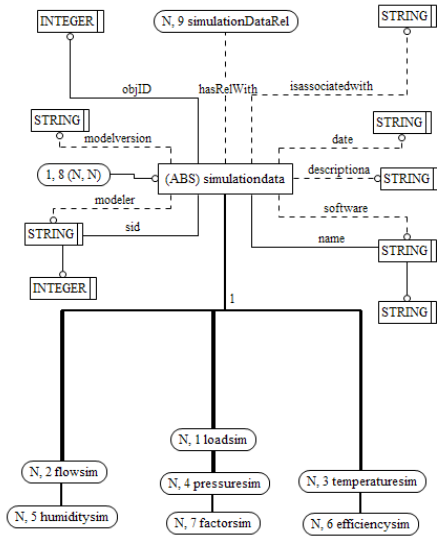 INTEGER
N, 9 simulationDataRel
STRING
objID
hasRelWith
isassociatedwith
STRING
modelversion
date
STRING
1, 8 (N, N)
(ABS) simulationdata
descriptiona
STRING
modeler
software
STRING
sid
name
STRING
INTEGER
STRING
1
N, 1 loadsim
N, 2 flowsim
N, 4 pressuresim
N, 3 temperaturesim
N, 5 humiditysim
N, 7 factorsim
N, 6 efficiencysim